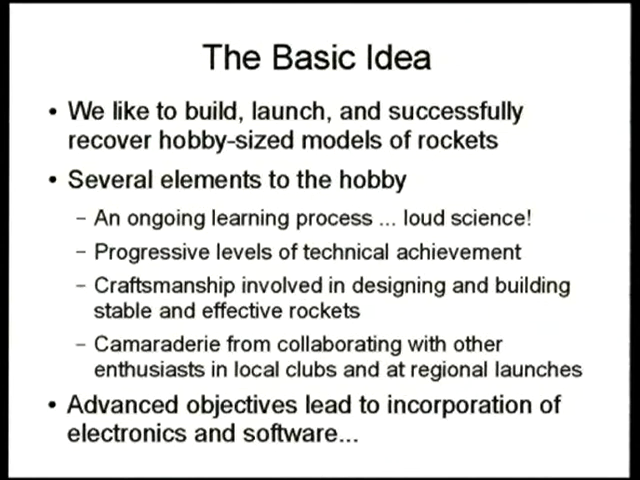 The Basic Idea
• We like to build, launch, and successfully
recover hobby-sized models of rockets
• Several elements to the hobby
– An ongoing learning process ... loud science!
– Progressive levels of technical achievement
– Craftsmanship involved in designing and building
stable and effective rockets
– Camaraderie from collaborating with other
enthusiasts in local clubs and at regional launches
• Advanced objectives lead to incorporation of
electronics and software...